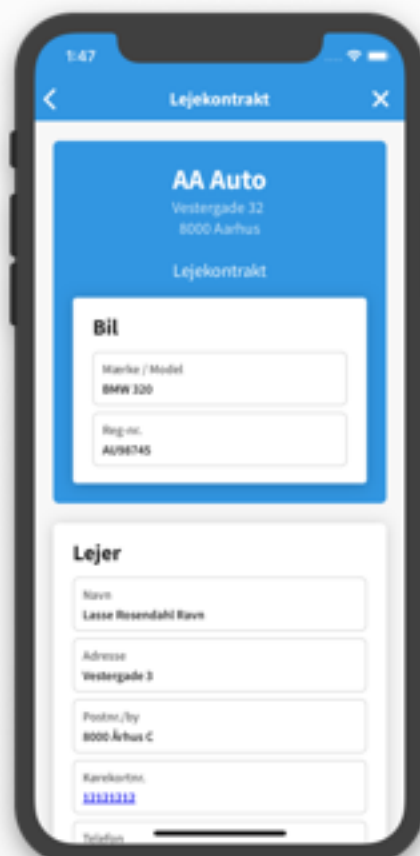 1:47
Lejekontrakt
AA Auto
Vestergade 32
8000 Aarhus
Lejekontrakt
Bil
Mærke / Model
BMW 320
Reg-nr.
AU98745
Lejer
Navn
Lasse Rosendahl Ravn
Adresse
Vestergade 3
Postnr./by
8000 Århus C
Kørekortnr.
12121212
Telefon